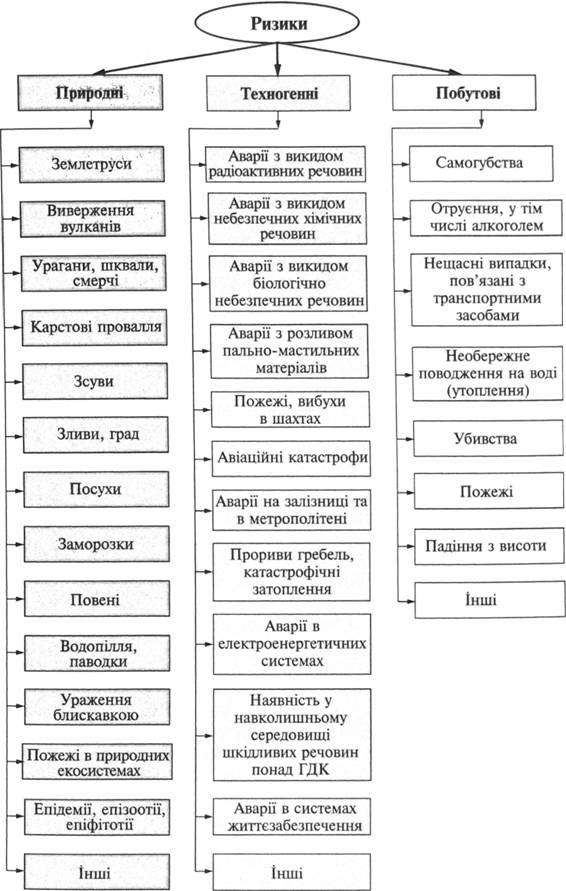 Ризики
Природні
Землетруси
Виверження
вулканів
Урагани, шквали,
смерчі
Карстові провалля
Зсуви
Зливи, град
Посухи
Заморозки
Повені
Водопілля,
паводки
Ураження
блискавкою
Пожежі в природних
екосистемах
Епідемії, епізоотії,
епіфітотії
Інші
Техногенні
Аварії з викидом
радіоактивних речовин
Аварії з викидом
небезпечних хімічних
речовин
Аварії з викидом
біологічно
небезпечних речовин
Аварії з розливом
пально-мастильних
матеріалів
Пожежі, вибухи
в шахтах
Авіаційні катастрофи
Аварії на залізниці та
в метрополітені
Прориви гребель,
катастрофічні
затоплення
Аварії в
електроенергетичних
системах
Наявність у
навколишньому
середовищі
шкідливих речовин
понад ГДК
Аварії в системах
життєзабезпечення
Інші
Побутові
Самогубства
Отруєння, у тім
числі алкоголем
Нещасні випадки,
пов’язані з
транспортними
засобами
Необережне
поводження на воді
(утоплення)
Убивства
Пожежі
Падіння з висоти
Інші